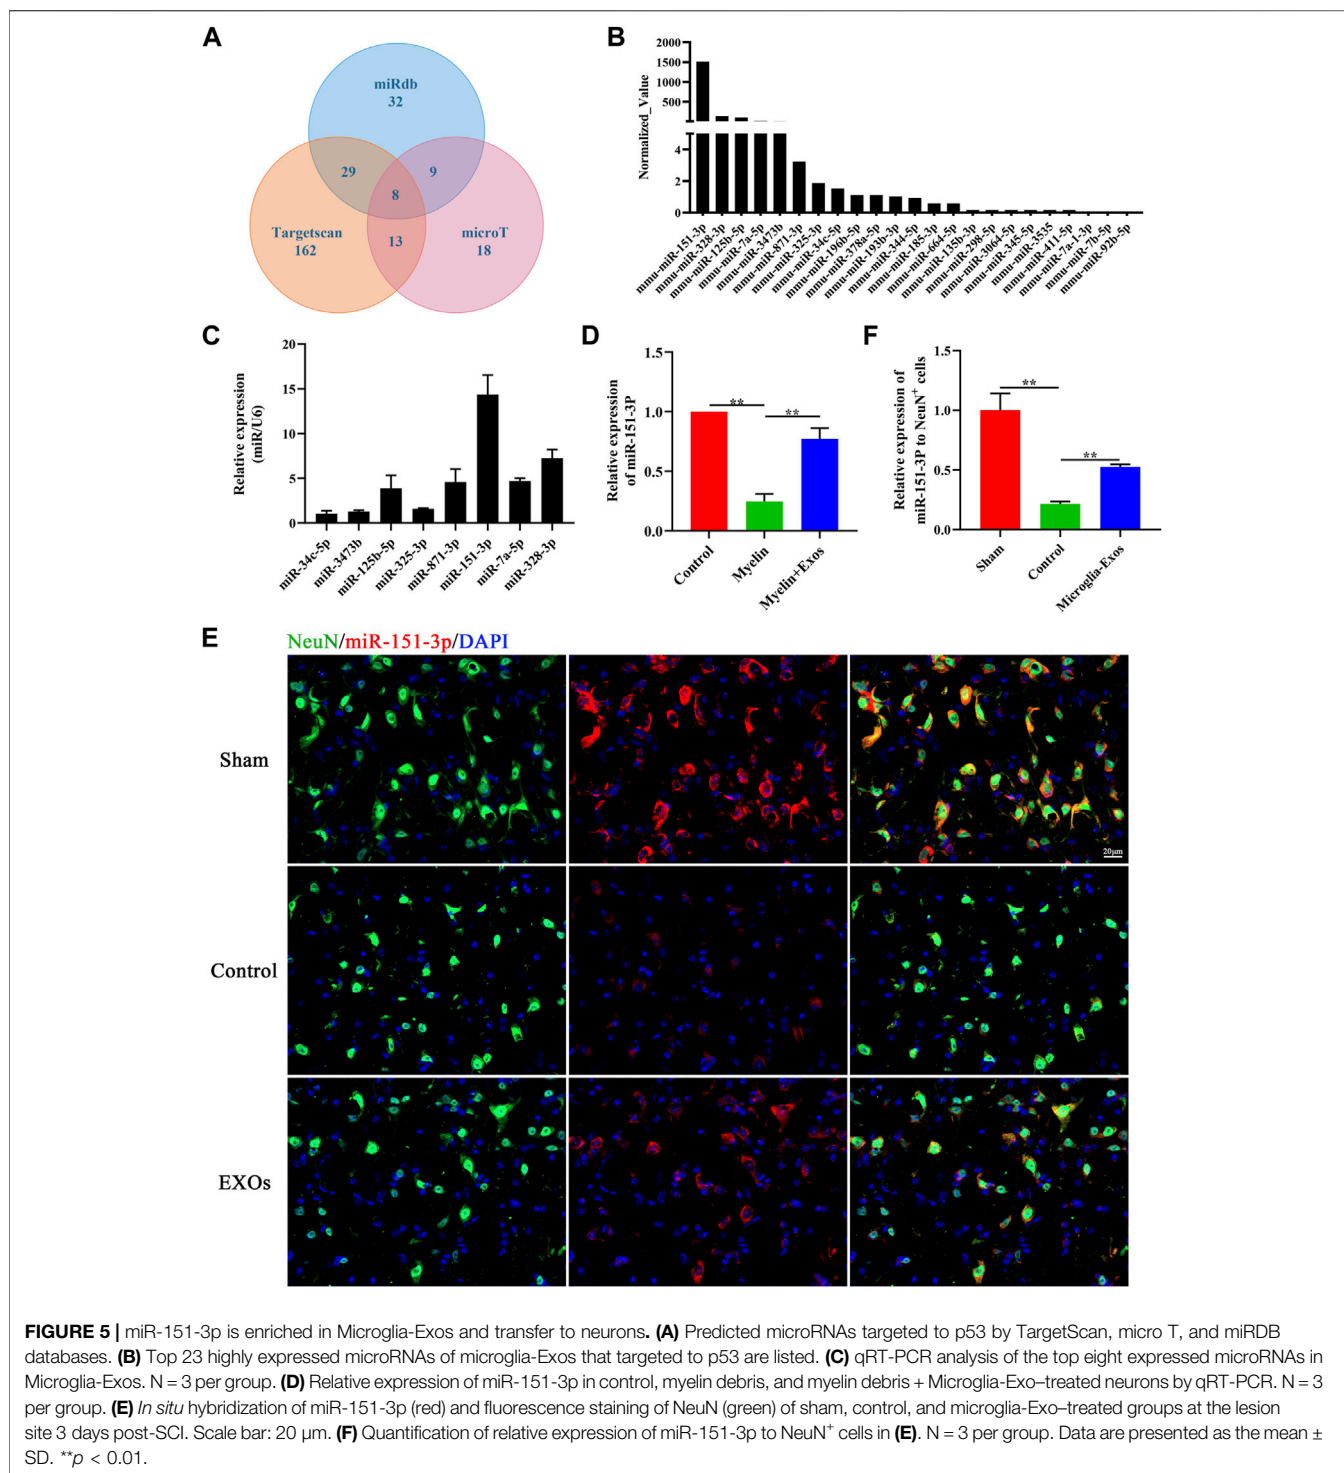 A
miRdb
32
29
9
8
Targetscan
162
13
microT
18
B
Normalized_Value
2000
1500
1000
500
4
2
0
mmu-miR-151-3p
mmu-miR-328-3p
mmu-miR-125b-5p
mmu-miR-7a-5p
mmu-miR-3473b
mmu-miR-871-3p
mmu-miR-325-3p
mmu-miR-34c-5p
mmu-miR-196b-5p
mmu-miR-378a-5p
mmu-miR-193b-3p
mmu-miR-344-5p
mmu-miR-185-3p
mmu-miR-664-5p
mmu-miR-135b-3p
mmu-miR-298-5p
mmu-miR-3064-5p
mmu-miR-345-5p
mmu-miR-3535
mmu-miR-411-5p
mmu-miR-7a-1-3p
mmu-miR-7b-5p
mmu-miR-92b-5p
C
Relative expression
(miR/U6)
20
15
10
5
0
miR-34c-5p
miR-3473b
miR-125b-5p
miR-325-3p
miR-871-3p
miR-151-3p
miR-7a-5p
miR-328-3p
D
Relative expression
of miR-151-3P
1.5
1.0
0.5
0.0
**
**
Control
Myelin
Myelin+Exos
F
Relative expression of
miR-151-3P to NeuN+ cells
1.5
1.0
0.5
0.0
**
**
Sham
Control
Microglia-Exos
E
NeuN/miR-151-3p/DAPI
Sham
20μm
Control
EXOs
FIGURE 5 | miR-151-3p is enriched in Microglia-Exos and transfer to neurons. (A) Predicted microRNAs targeted to p53 by TargetScan, micro T, and miRDB
databases. (B) Top 23 highly expressed microRNAs of microglia-Exos that targeted to p53 are listed. (C) qRT-PCR analysis of the top eight expressed microRNAs in
Microglia-Exos. N = 3 per group. (D) Relative expression of miR-151-3p in control, myelin debris, and myelin debris + Microglia-Exo–treated neurons by qRT-PCR. N = 3
per group. (E) In situ hybridization of miR-151-3p (red) and fluorescence staining of NeuN (green) of sham, control, and microglia-Exo–treated groups at the lesion
site 3 days post-SCI. Scale bar: 20 μm. (F) Quantification of relative expression of miR-151-3p to NeuN+ cells in (E). N = 3 per group. Data are presented as the mean ±
SD. **p < 0.01.